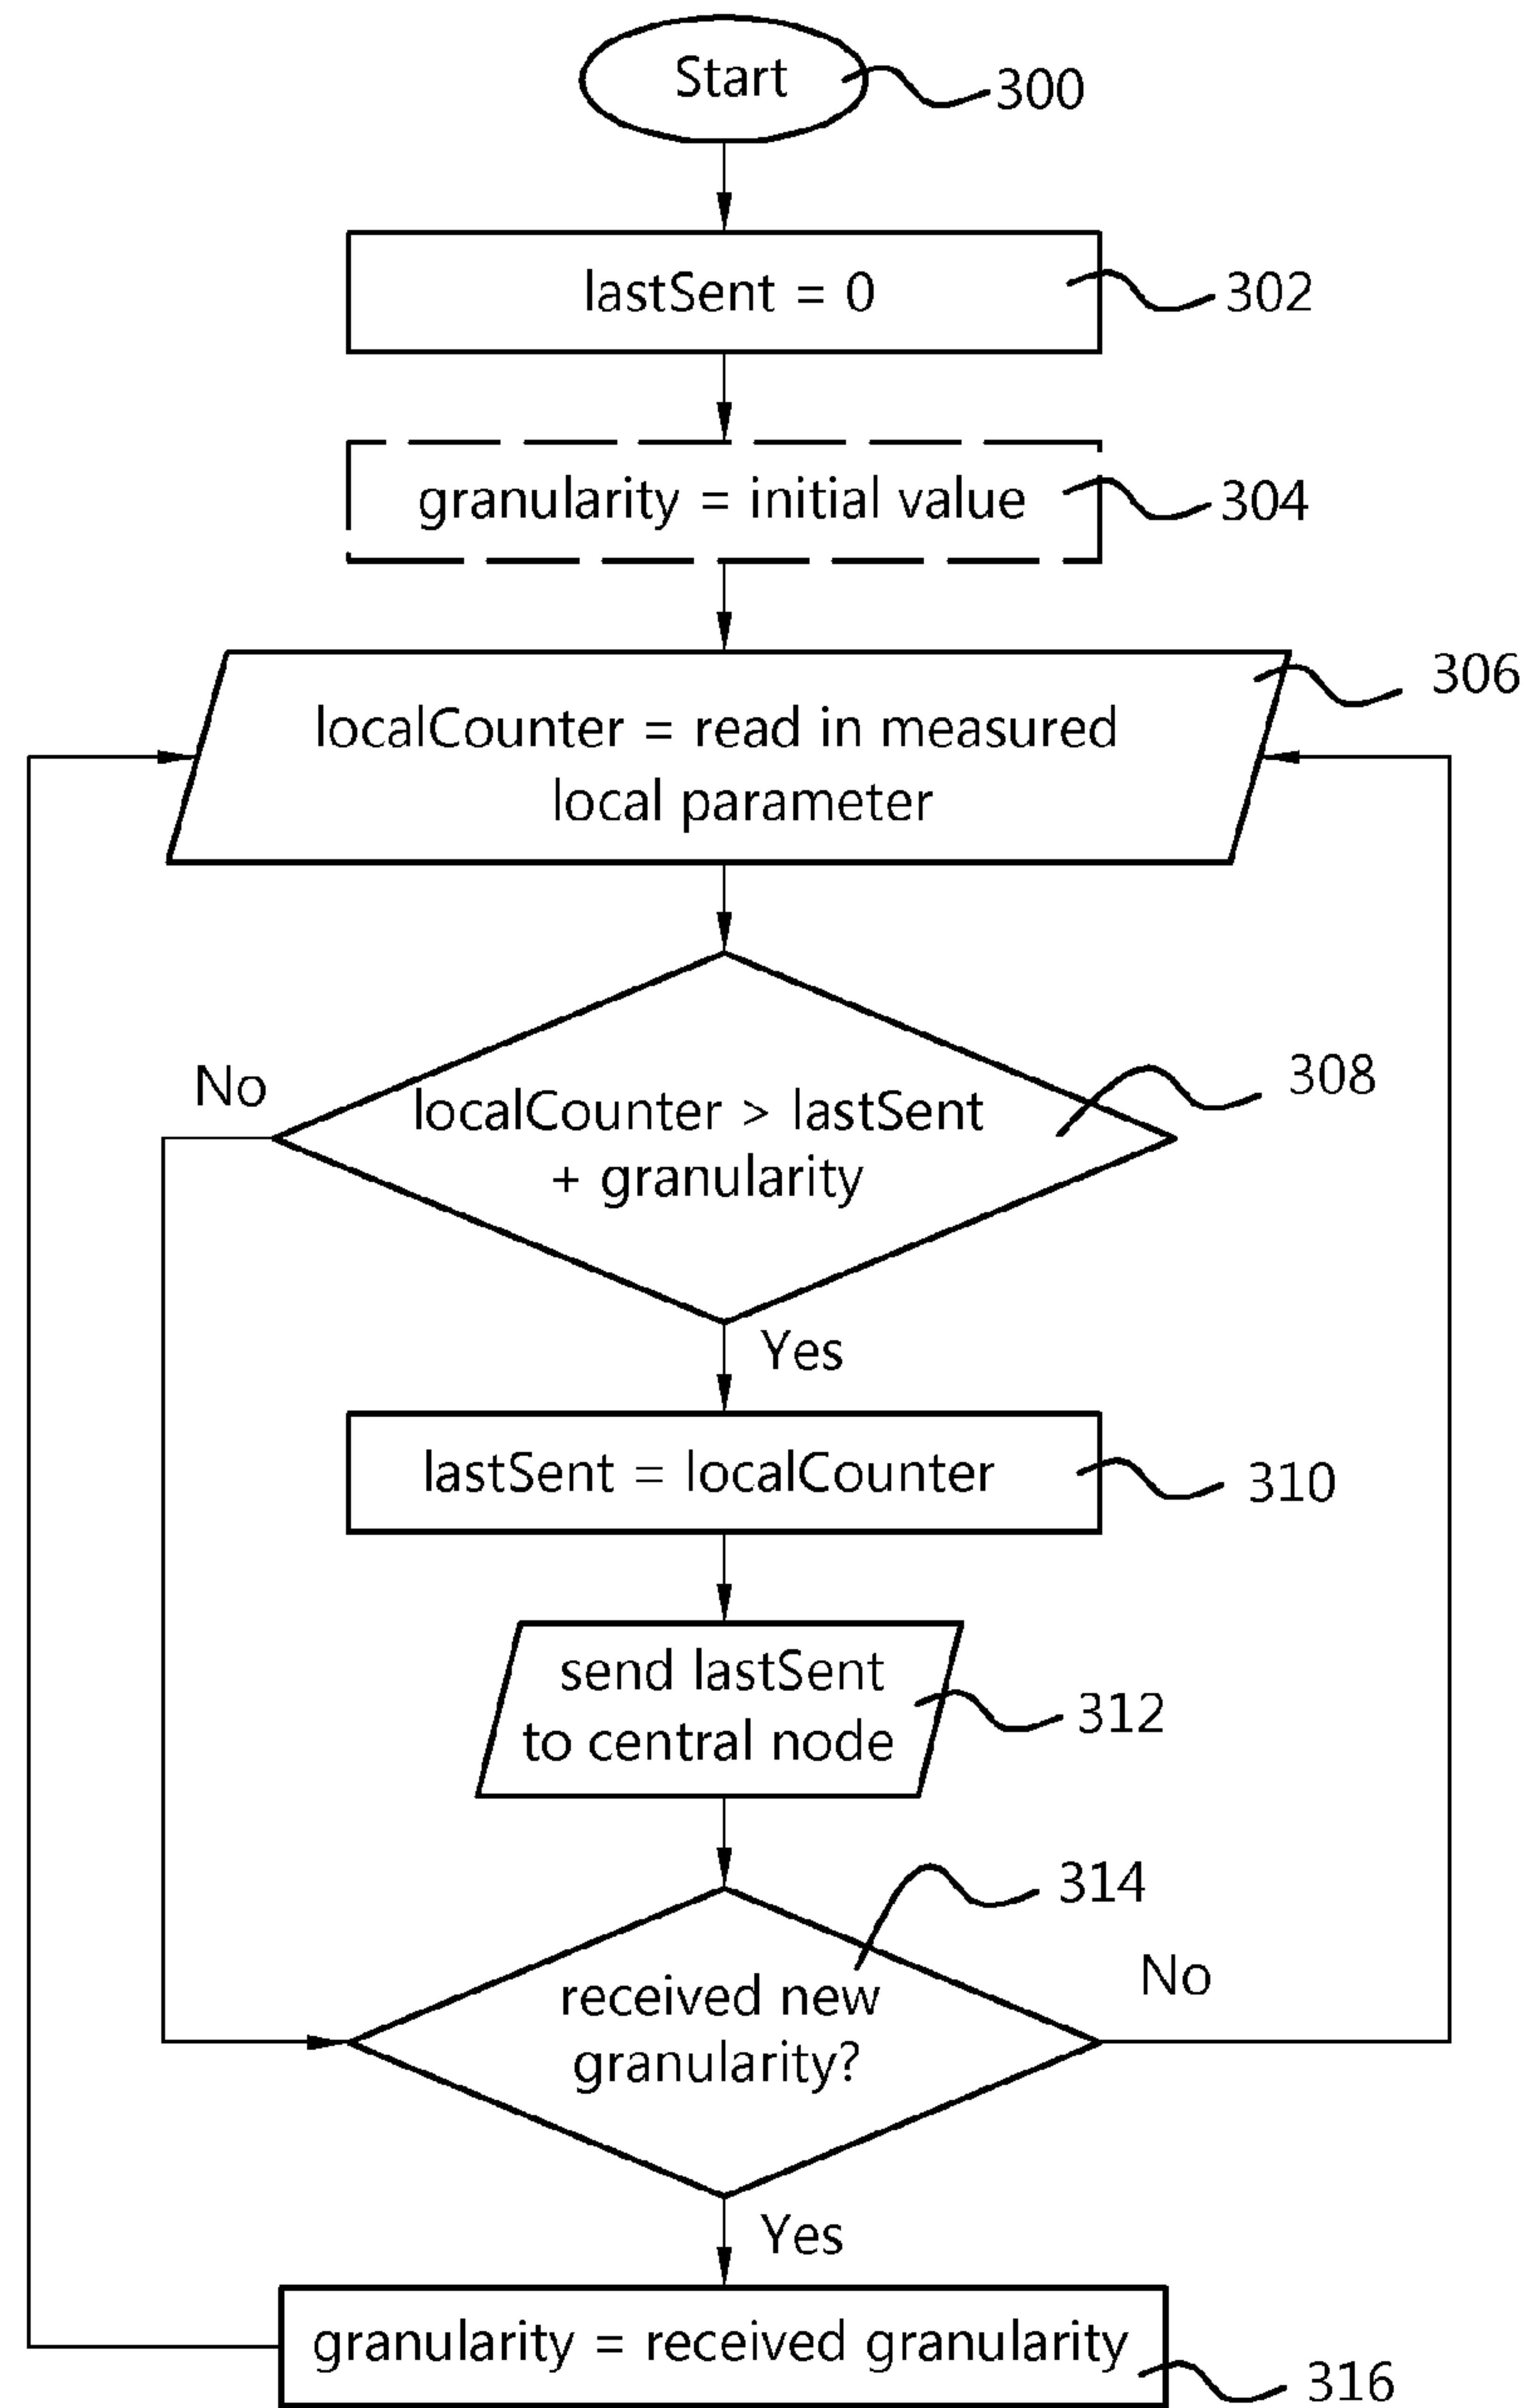 Start
300
lastSent = 0
302
granularity = initial value
304
306
localCounter = read in measured
local parameter
No
308
localCounter > lastSent
+ granularity
Yes
lastSent = localCounter
310
send lastSent
to central node
312
314
No
received new
granularity?
Yes
granularity = received granularity
316